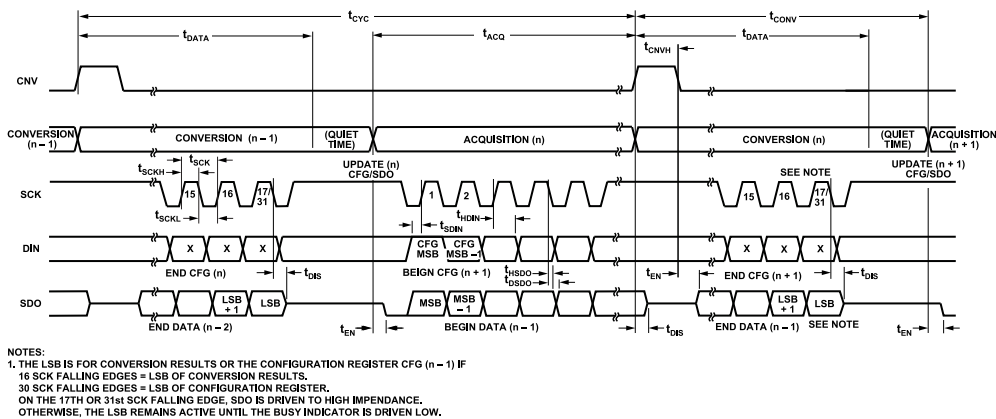 tCYC tCONV
tDATA tACQ tDATA
tCNVH
CNV
CONVERSION (n–1) CONVERSION (n – 1) (QUIET TIME) ACQUISITION (n) CONVERSION (n) (QUIET TIME) ACQUISITION (n + 1)
UPDATE (n) CFG/SDO UPDATE (n + 1) CFG/SDO
tSCK
tSCKH
SEE NOTE
SCK 15 16 17/31 1 2 15 16 17/31
tSCKL tHDIN
tSDIN
DIN X X X CFG MSB CFG MSB –1 X X X
END CFG (n) tDIS BEIGN CFG (n + 1) tHSDO tEN END CFG (n + 1) tDIS
tDSDO
SDO LSB + 1 LSB MSB MSB – 1 LSB + 1 LSB
END DATA (n – 2) tEN BEGIN DATA (n – 1) tDIS END DATA (n – 1) SEE NOTE tEN
NOTES:
1. THE LSB IS FOR CONVERSION RESULTS OR THE CONFIGURATION REGISTER CFG (n – 1) IF
16 SCK FALLING EDGES = LSB OF CONVERSION RESULTS.
30 SCK FALLING EDGES = LSB OF CONFIGURATION REGISTER.
ON THE 17TH OR 31st SCK FALLING EDGE, SDO IS DRIVEN TO HIGH IMPENDANCE.
OTHERWISE, THE LSB REMAINS ACTIVE UNTIL THE BUSY INDICATOR IS DRIVEN LOW.